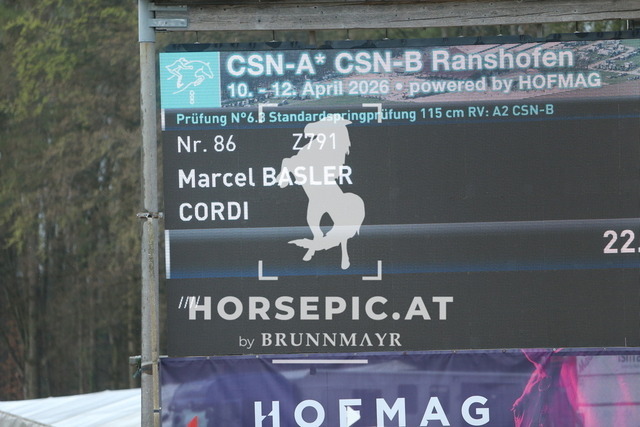 CSN-A* CSN-B Ranshofen
10. - 12. April 2026 • powered by HOFMAG
Prüfung N°6.3 Standardspringprüfung 115 cm RV: A2 CSN-B
Nr. 86 Z791
Marcel BASLER
CORDI
22.
HORSEPIC.AT
by BRUNNMAYR
HOFMAG